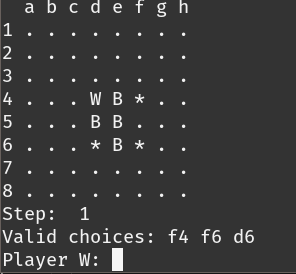 a b c d e f g h
1 . . . . . . . .
2 . . . . . . . .
3 . . . . . . . .
4 . . . W B * . .
5 . . . B B . . .
6 . . . * B * . .
7 . . . . . . . .
8 . . . . . . . .
Step:  1
Valid choices: f4 f6 d6
Player W: